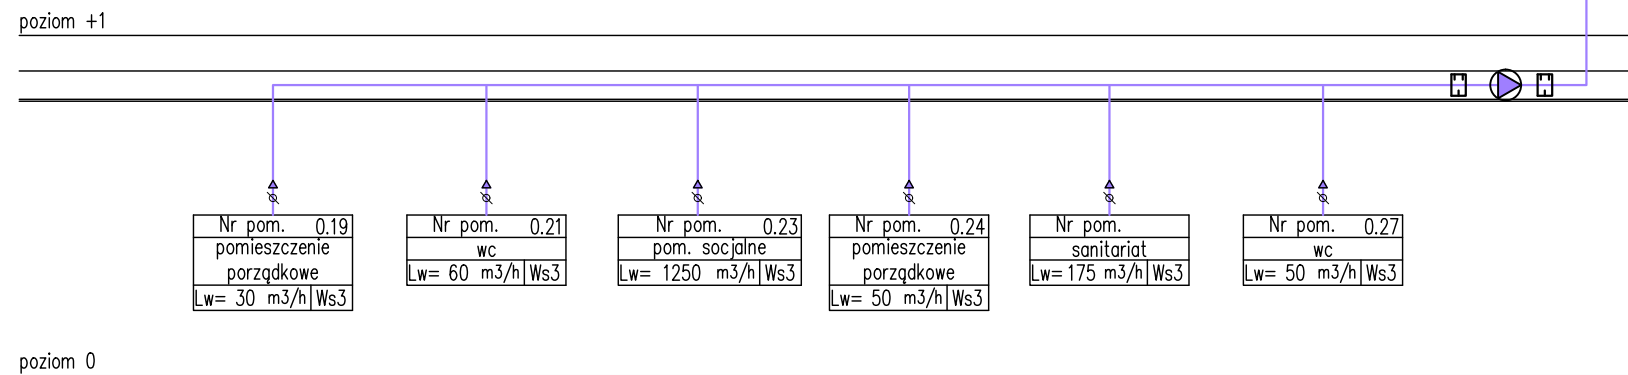 poziom +1
Nr pom. 0.19
pomieszczenie
porządkowe
Lw= 30 m3/h Ws3
Nr pom. 0.21
wc
Lw= 60 m3/h Ws3
Nr pom. 0.23
pom. socjalne
Lw= 1250 m3/h Ws3
Nr pom. 0.24
pomieszczenie
porządkowe
Lw= 50 m3/h Ws3
Nr pom.
sanitariat
Lw= 175 m3/h Ws3
Nr pom. 0.27
wc
Lw= 50 m3/h Ws3
poziom 0